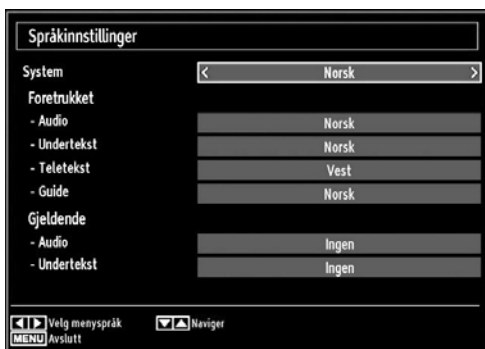 Språkinnstillinger
System < Norsk >
Foretrukket
- Audio Norsk
- Undertekst Norsk
- Teletekst Vest
- Guide Norsk
Gjeldende
- Audio Ingen
- Undertekst Ingen
Velg menyspråk Naviger
MENU Avslutt